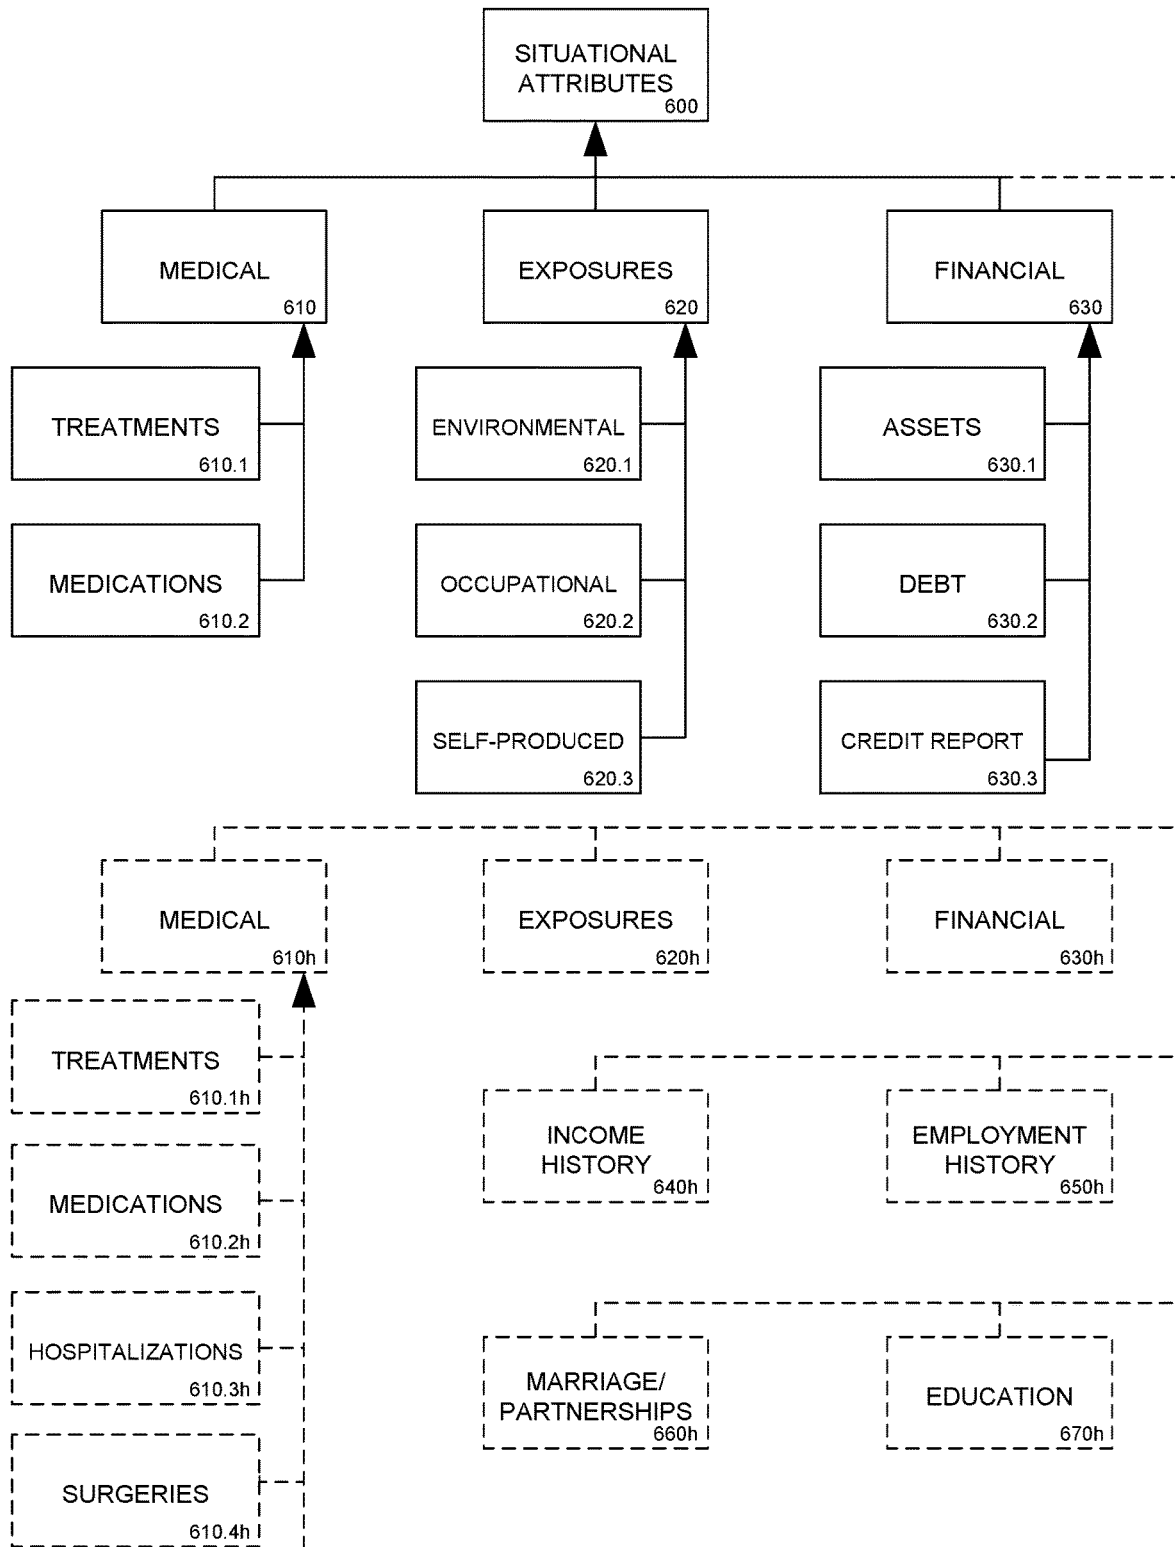 SITUATIONAL
ATTRIBUTES
600
MEDICAL
610
EXPOSURES
620
FINANCIAL
630
TREATMENTS
610.1
ENVIRONMENTAL
620.1
ASSETS
630.1
MEDICATIONS
610.2
OCCUPATIONAL
620.2
DEBT
630.2
SELF-PRODUCED
620.3
CREDIT REPORT
630.3
MEDICAL
610h
EXPOSURES
620h
FINANCIAL
630h
TREATMENTS
610.1h
INCOME
HISTORY
640h
EMPLOYMENT
HISTORY
650h
MEDICATIONS
610.2h
HOSPITALIZATIONS
610.3h
MARRIAGE/
PARTNERSHIPS
660h
EDUCATION
670h
SURGERIES
610.4h